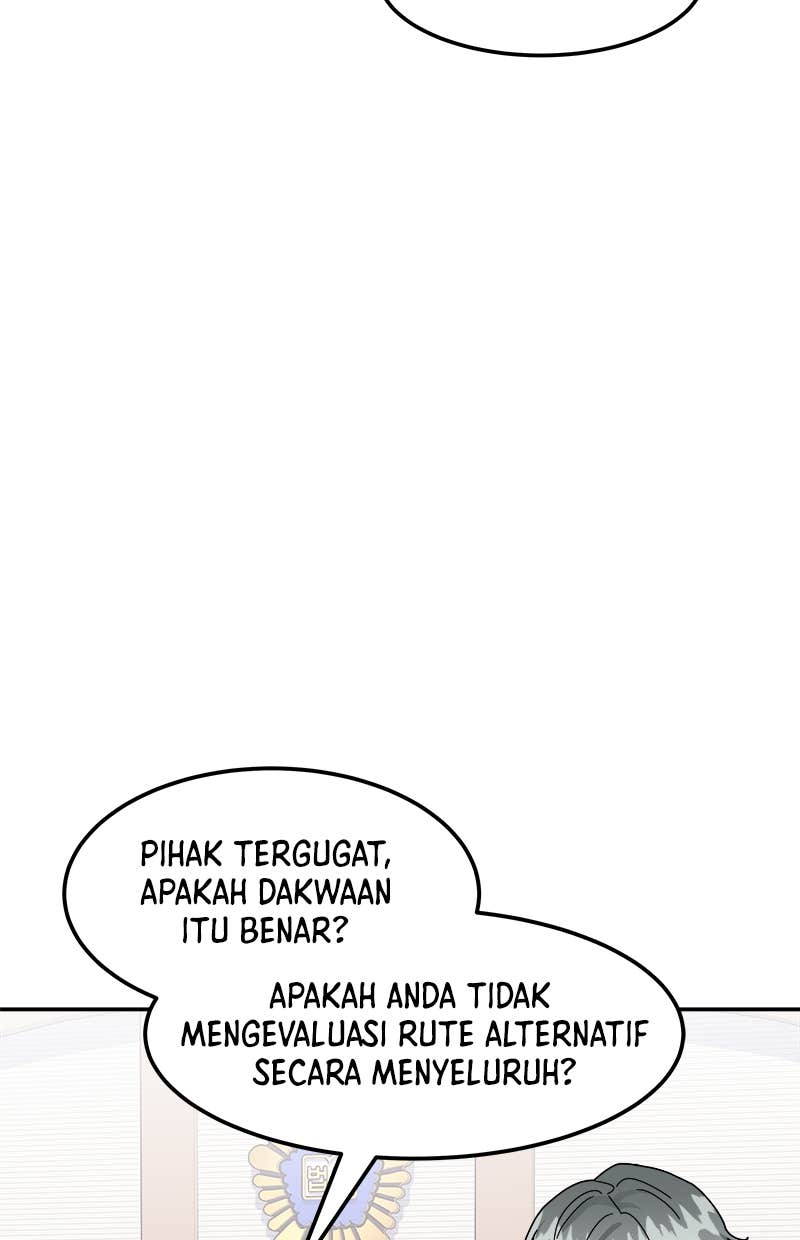 PIHAK TERGUGAT,
APAKAH DAKWAAN
ITU BENAR?
APAKAH ANDA TIDAK
MENGEVALUASI RUTE ALTERNATIF
SECARA MENYELURUH?